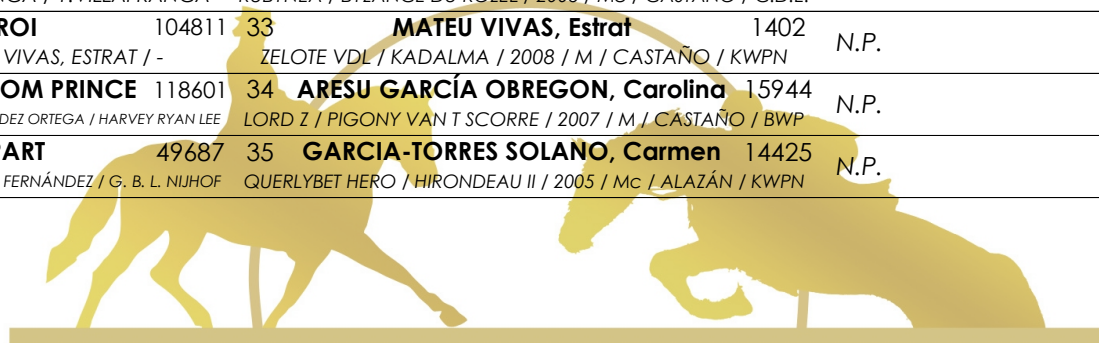 ROI 104811 33 MATEU VIVAS, Estrat 1402 N.P.
VIVAS, ESTRAT / - ZELOTE VDL / KADALMA / 2008 / M / CASTAÑO / KWPN
OM PRINCE 118601 34 ARESU GARCÍA OBREGON, Carolina 15944 N.P.
DEZ ORTEGA / HARVEY RYAN LEE LORD Z / PIGONY VAN T SCORRE / 2007 / M / CASTAÑO / BWP
PART 49687 35 GARCIA-TORRES SOLANO, Carmen 14425 N.P.
FERNÁNDEZ / G. B. L. NIJHOF QUERLYBET HERO / HIRONDEAU II / 2005 / Mc / ALAZÁN / KWPN